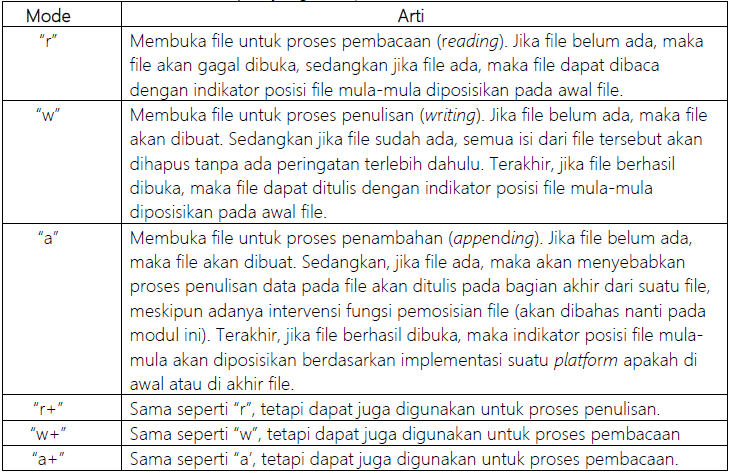 Mode Arti
“r” Membuka file untuk proses pembacaan (reading). Jika file belum ada, maka
file akan gagal dibuka, sedangkan jika file ada, maka file dapat dibaca
dengan indikator posisi file mula-mula diposisikan pada awal file.
“w” Membuka file untuk proses penulisan (writing). Jika file belum ada, maka file
akan dibuat. Sedangkan jika file sudah ada, semua isi dari file tersebut akan
dihapus tanpa ada peringatan terlebih dahulu. Terakhir, jika file berhasil
dibuka, maka file dapat ditulis dengan indikator posisi file mula-mula
diposisikan pada awal file.
“a” Membuka file untuk proses penambahan (appending). Jika file belum ada,
maka file akan dibuat. Sedangkan, jika file ada, maka akan menyebabkan
proses penulisan data pada file akan ditulis pada bagian akhir dari suatu file,
meskipun adanya intervensi fungsi pemosisian file (akan dibahas nanti pada
modul ini). Terakhir, jika file berhasil dibuka, maka indikator posisi file mula-
mula akan diposisikan berdasarkan implementasi suatu platform apakah di
awal atau di akhir file.
“r+” Sama seperti “r”, tetapi dapat juga digunakan untuk proses penulisan.
“w+” Sama seperti “w”, tetapi dapat juga digunakan untuk proses pembacaan
“a+” Sama seperti “a’, tetapi dapat juga digunakan untuk proses pembacaan.